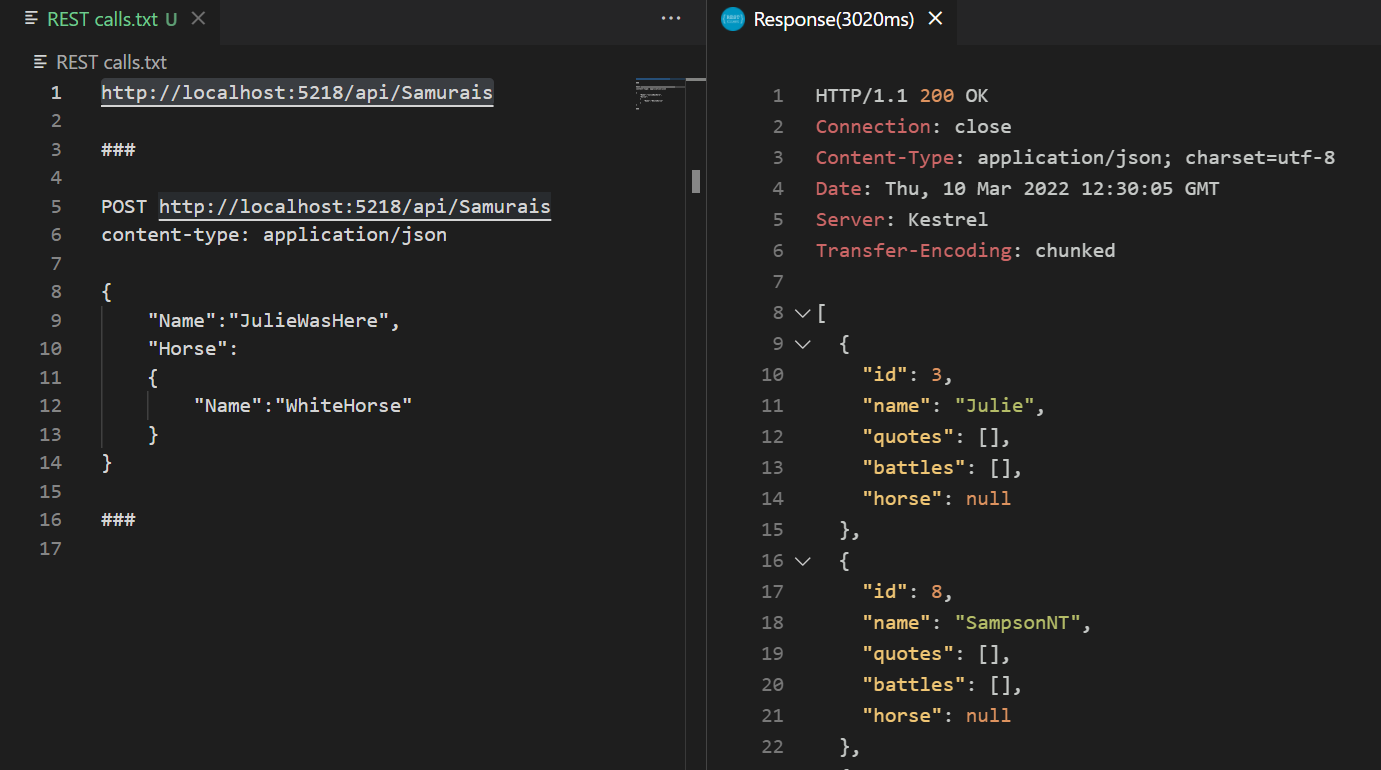 REST calls.txt U
REST calls.txt
1 http://localhost:5218/api/Samurais
2
3 ###
4
5 POST http://localhost:5218/api/Samurais
6 content-type: application/json
7
8 {
9 "Name":"JulieWasHere",
10 "Horse":
11 {
12 "Name":"WhiteHorse"
13 }
14 }
15
16 ###
17
Response(3020ms)
1 HTTP/1.1 200 OK
2 Connection: close
3 Content-Type: application/json; charset=utf-8
4 Date: Thu, 10 Mar 2022 12:30:05 GMT
5 Server: Kestrel
6 Transfer-Encoding: chunked
7
8 [
9 {
10 "id": 3,
11 "name": "Julie",
12 "quotes": [],
13 "battles": [],
14 "horse": null
15 },
16 {
17 "id": 8,
18 "name": "SampsonNT",
19 "quotes": [],
20 "battles": [],
21 "horse": null
22 },